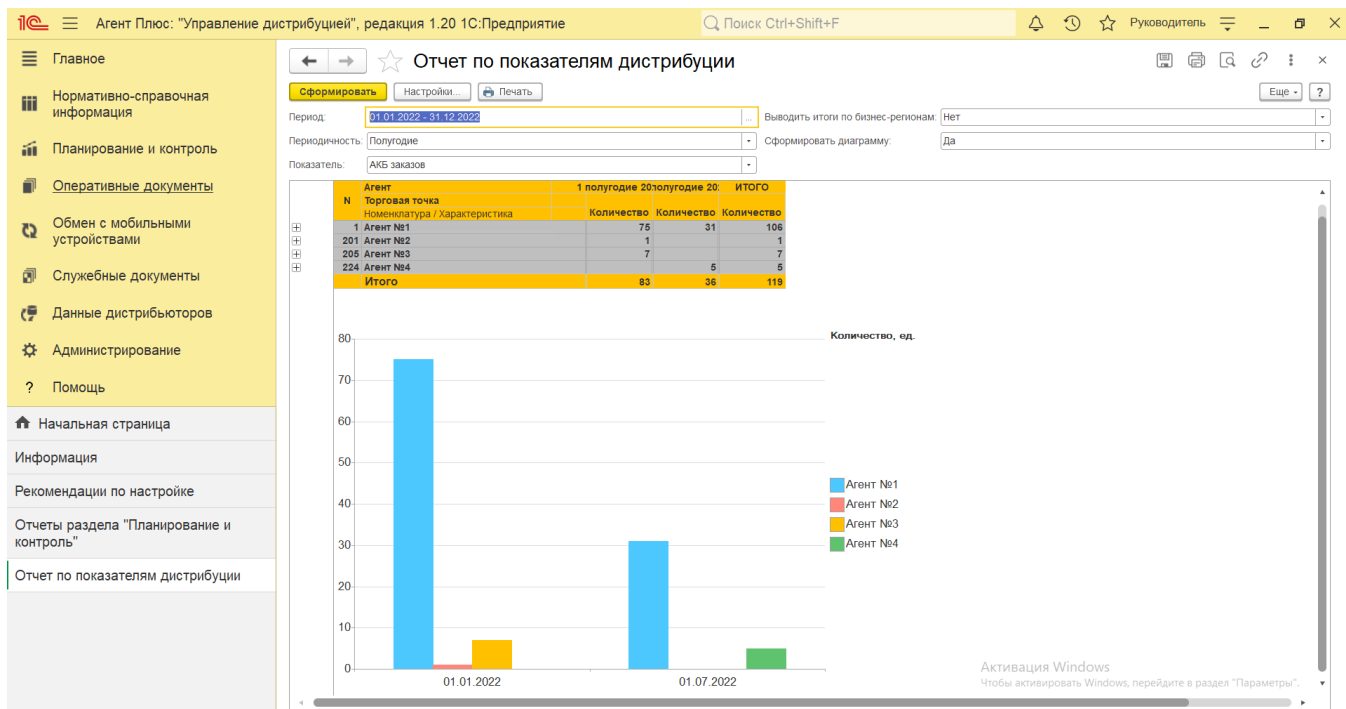 Агент Плюс: "Управление дистрибуцией", редакция 1.20 1С:Предприятие
Поиск Ctrl+Shift+F
Руководитель
Главное
Нормативно-справочная
информация
Планирование и контроль
Оперативные документы
Обмен с мобильными
устройствами
Служебные документы
Данные дистрибьюторов
Администрирование
? Помощь
Начальная страница
Информация
Рекомендации по настройке
Отчеты раздела "Планирование и
контроль"
Отчет по показателям дистрибуции
Отчет по показателям дистрибуции
Сформировать Настройки... Печать Еще ?
Период: 01.01.2022 - 31.12.2022 ... Выводить итоги по бизнес-регионам: Нет
Периодичность: Полугодие Сформировать диаграмму: Да
Показатель: АКБ заказов
N Агент 1 полугодие 20 полугодие 20 ИТОГО
Торговая точка
Номенклатура / Характеристика Количество Количество Количество
1 Агент №1 75 31 106
201 Агент №2 1 1
205 Агент №3 7 7
224 Агент №4 5 5
Итого 83 36 119
Количество, ед.
80
70
60
50
40
30
20
10
0
01.01.2022 01.07.2022
Агент №1
Агент №2
Агент №3
Агент №4
Активация Windows
Чтобы активировать Windows, перейдите в раздел "Параметры".